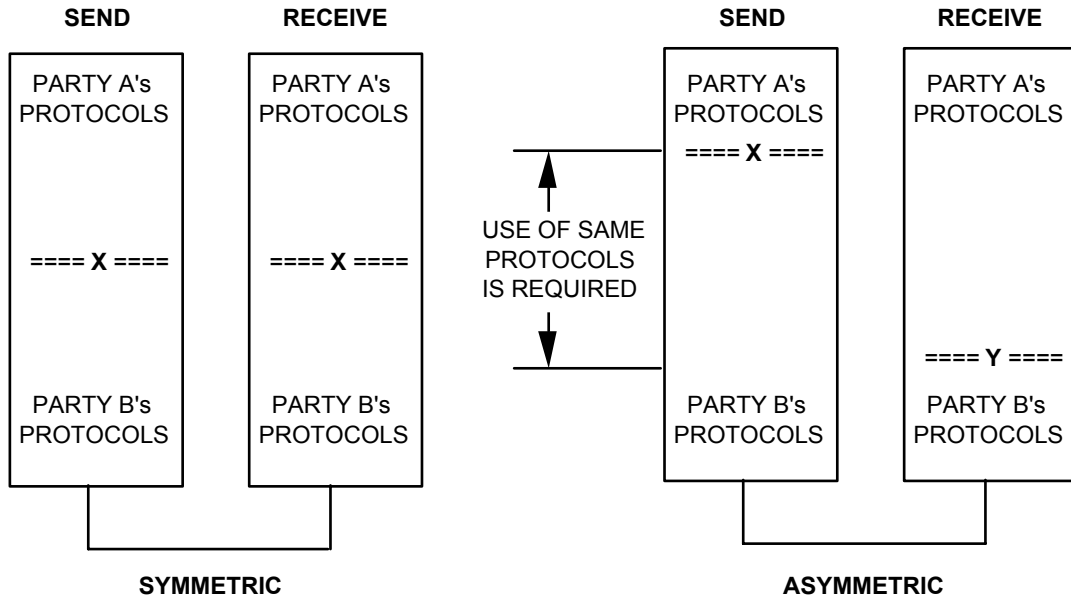 SEND
RECEIVE
PARTY A's
PROTOCOLS
==== X ====
PARTY B's
PROTOCOLS
PARTY A's
PROTOCOLS
==== X ====
PARTY B's
PROTOCOLS
SYMMETRIC
USE OF SAME
PROTOCOLS
IS REQUIRED
SEND
RECEIVE
PARTY A's
PROTOCOLS
==== X ====
PARTY B's
PROTOCOLS
PARTY A's
PROTOCOLS
==== Y ====
PARTY B's
PROTOCOLS
ASYMMETRIC